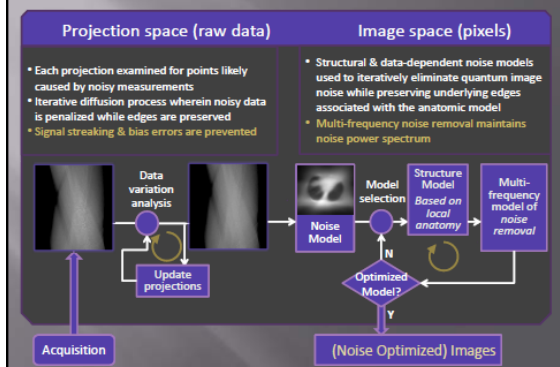 Projection space (raw data)
Image space (pixels)
• Each projection examined for points likely
caused by noisy measurements
• Iterative diffusion process wherein noisy data
is penalized while edges are preserved
• Signal streaking & bias errors are prevented
• Structural & data-dependent noise models
used to iteratively eliminate quantum image
noise while preserving underlying edges
associated with the anatomic model
• Multi-frequency noise removal maintains
noise power spectrum
Data
variation
analysis
Update
projections
Noise
Model
Model
selection
Structure
Model
Based on
local
anatomy
Multi-
frequency
model of
noise
removal
N
Optimized
Model?
Y
Acquisition
(Noise Optimized) Images